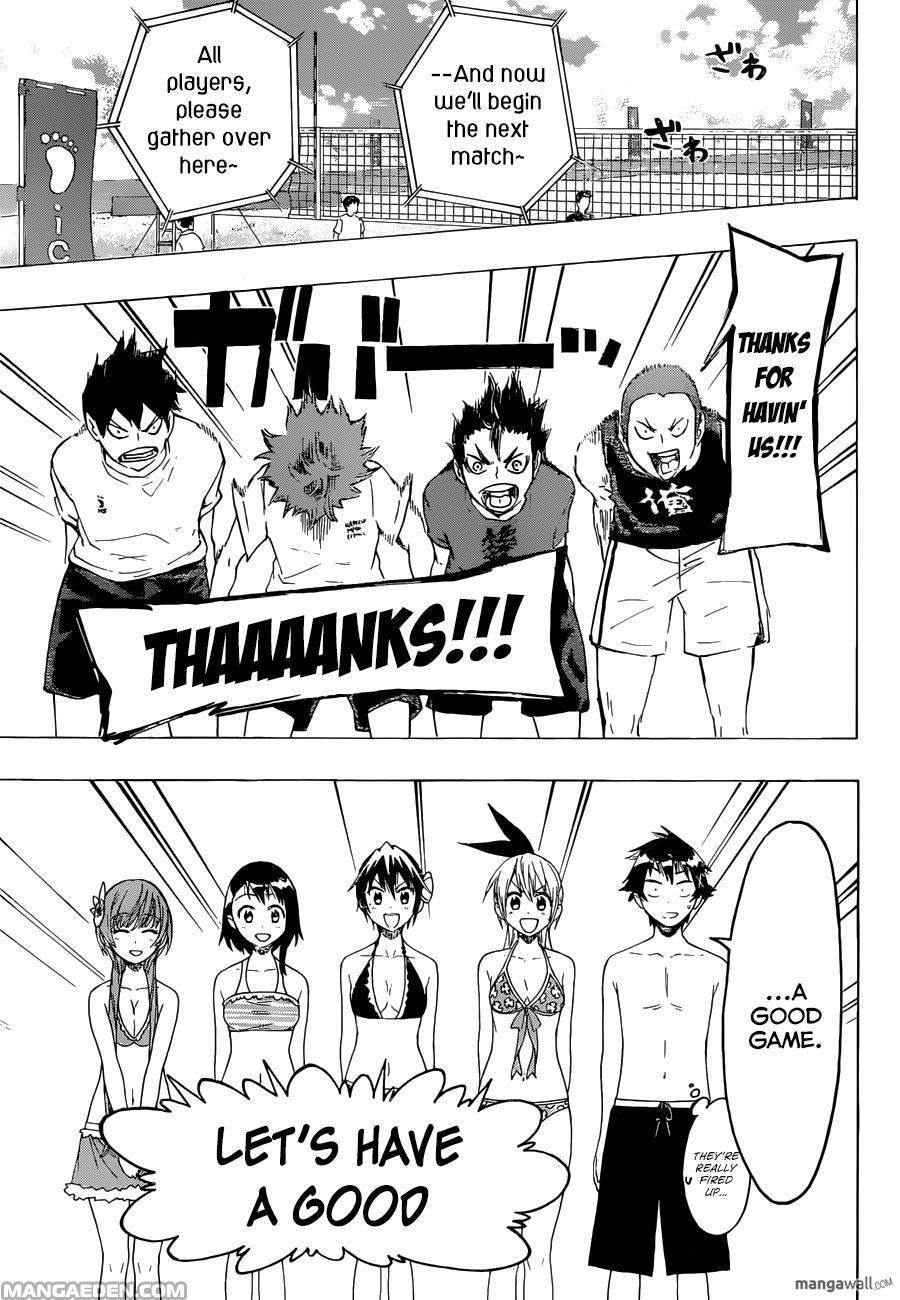 ざわ
ざわ
--And now
we'll begin
the next
match~
All
players,
please
gather over
here~
.iC
THANKS
FOR
HAVIN'
US!!!
ガバーーッ
俺
THAAAANKS!!!
LET'S HAVE
A GOOD
...A
GOOD
GAME.
THEY'RE
REALLY
FIRED
UP...
MANGAEDEN.COM
mangawall.com